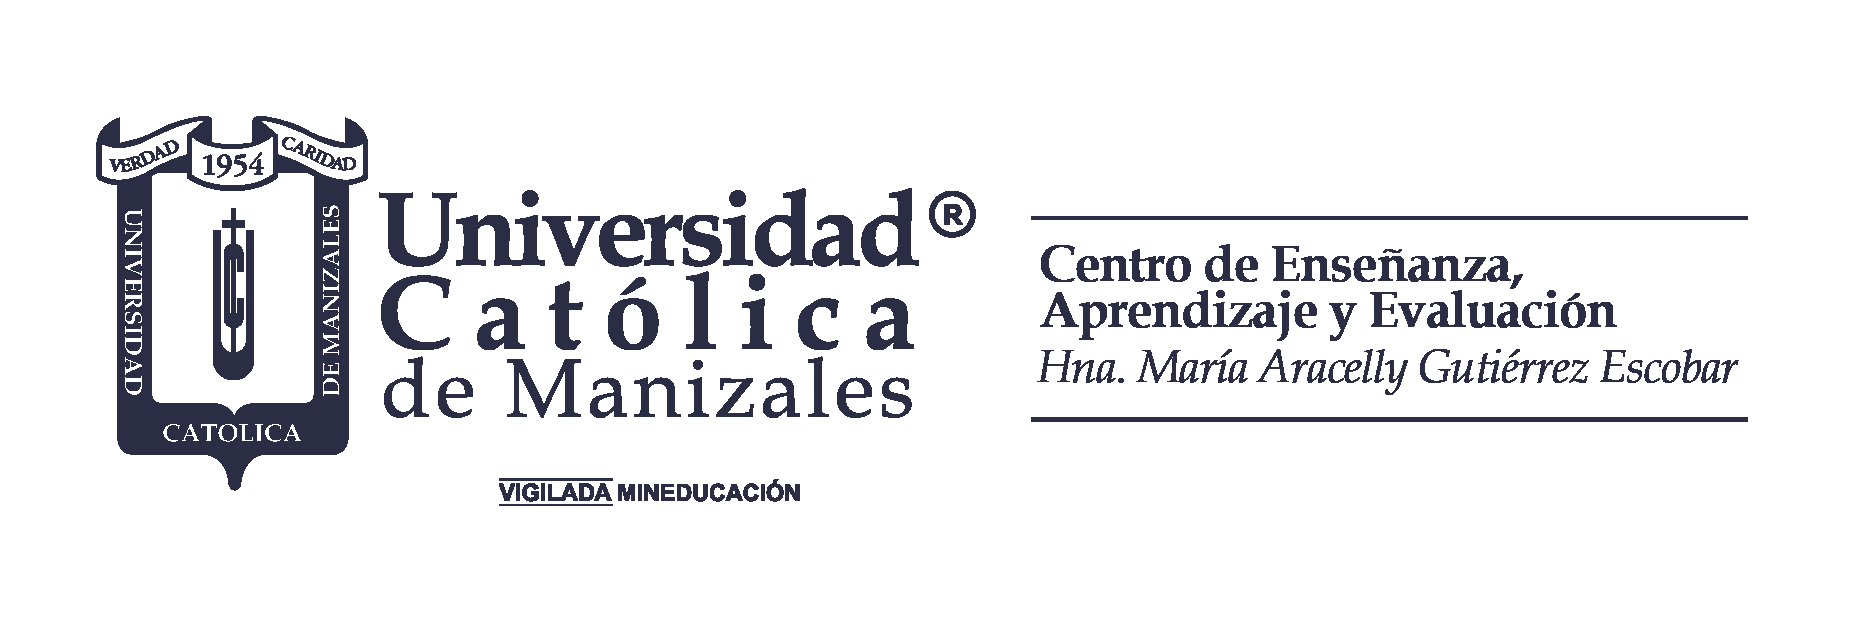 VERDAD
1954
CARIDAD
UNIVERSIDAD
CATOLICA
DE MANIZALES
Universidad®
Católica
de Manizales
VIGILADA MINEDUCACIÓN
Centro de Enseñanza,
Aprendizaje y Evaluación
Hna. María Aracelly Gutiérrez Escobar